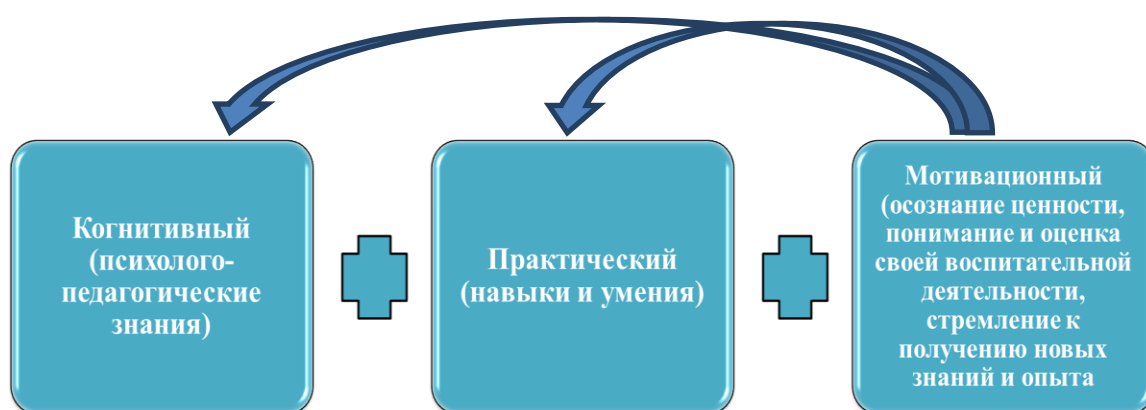 Когнитивный
(психолого-
педагогические
знания)
Практический
(навыки и умения)
Мотивационный
(осознание ценности,
понимание и оценка
своей воспитательной
деятельности,
стремление к
получению новых
знаний и опыта